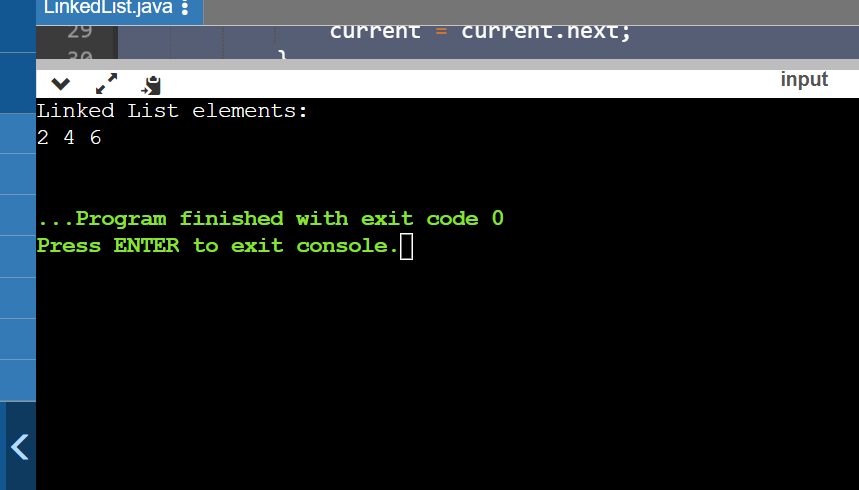 LinkedList.java
29 current = current.next;
30 }
input
Linked List elements:
2 4 6
...Program finished with exit code 0
Press ENTER to exit console.